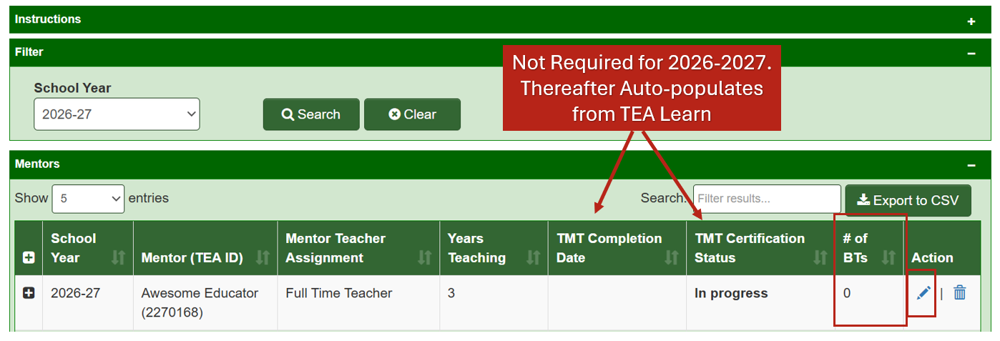 Instructions
Filter
Not Required for 2026-2027.
Thereafter Auto-populates
from TEA Learn
School Year
2026-27
Search
Clear
Mentors
Show 5 entries
Search:
Filter results...
Export to CSV
School Year
Mentor (TEA ID)
Mentor Teacher Assignment
Years Teaching
TMT Completion Date
TMT Certification Status
# of BTs
Action
2026-27
Awesome Educator
(2270168)
Full Time Teacher
3
In progress
0
|